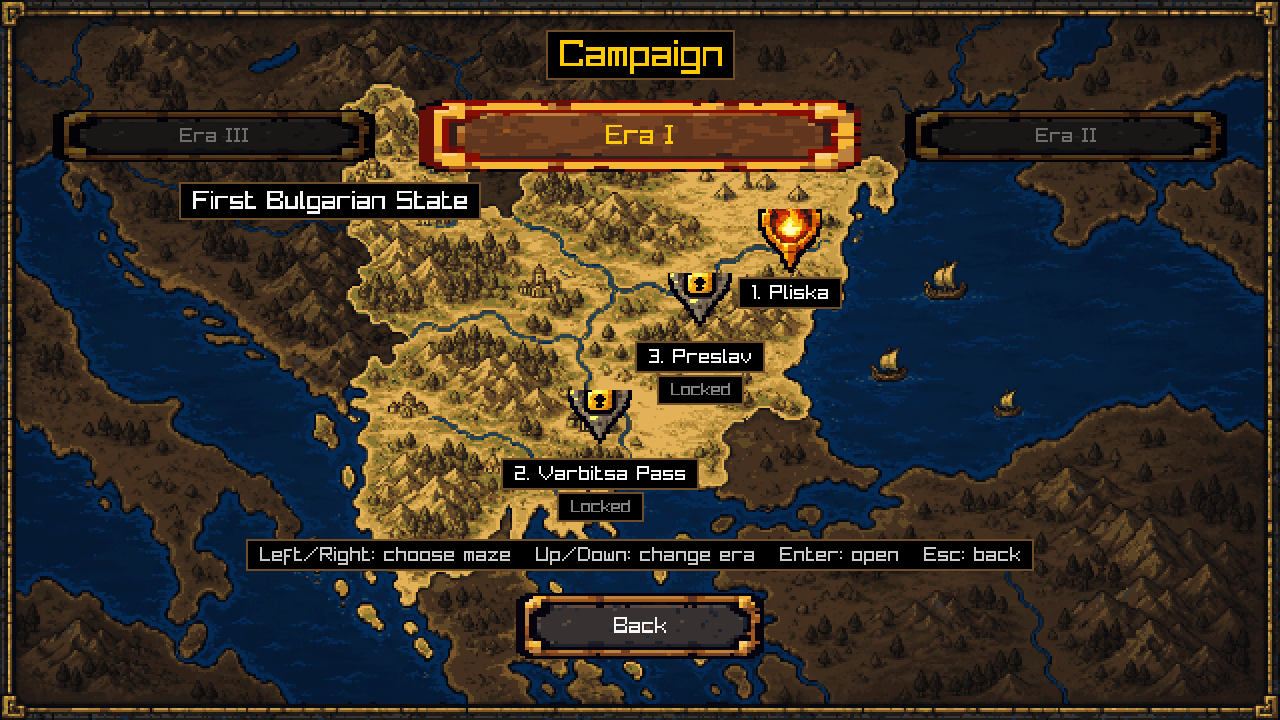 Campaign
Era III
Era I
Era II
First Bulgarian State
1. Pliska
3. Preslav
Locked
2. Varbitsa Pass
Locked
Left/Right: choose maze Up/Down: change era Enter: open Esc: back
Back